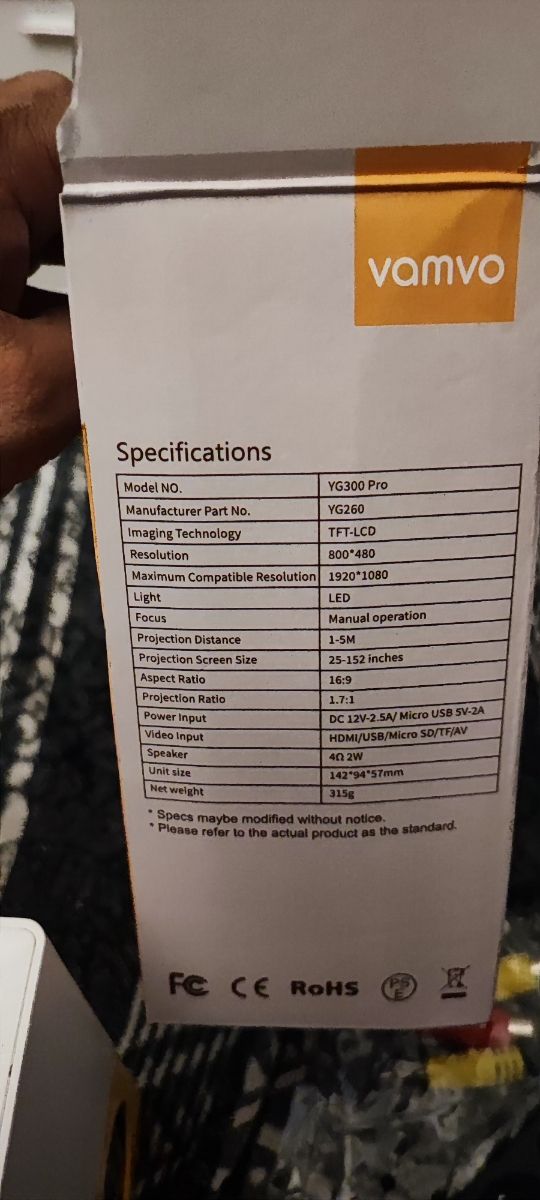 vamvo
Specifications
Model NO. YG300 Pro
Manufacturer Part No. YG260
Imaging Technology TFT-LCD
Resolution 800*480
Maximum Compatible Resolution 1920*1080
Light LED
Focus Manual operation
Projection Distance 1-5M
Projection Screen Size 25-152 inches
Aspect Ratio 16:9
Projection Ratio 1.7:1
Power Input DC 12V-2.5A/ Micro USB 5V-2A
Video Input HDMI/USB/Micro SD/TF/AV
Speaker 4Ω 2W
Unit size 142*94*57mm
Net weight 315g
* Specs maybe modified without notice.
* Please refer to the actual product as the standard.
FC CE RoHS PSE